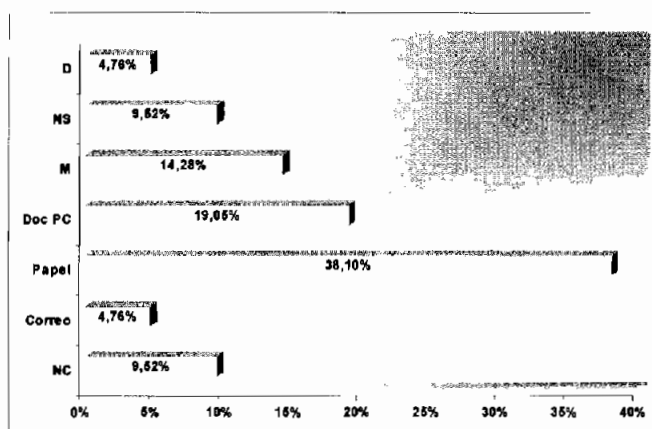 D 4,76%
NS 9,52%
M 14,28%
Doc PC 19,05%
Papel 38,10%
Correo 4,76%
NC 9,52%
0% 5% 10% 15% 20% 30% 35% 40%